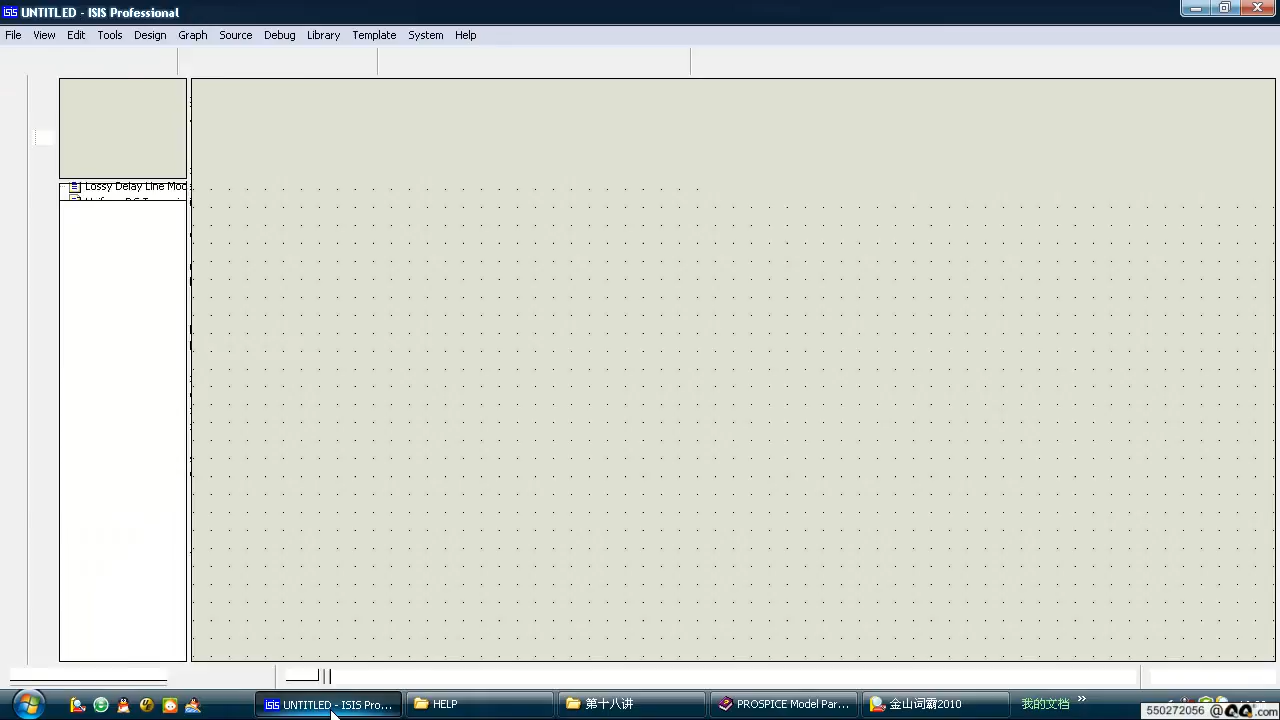 UNTITLED - ISIS Professional
File View Edit Tools Design Graph Source Debug Library Template System Help
Lossy Delay Line Mod
UNTITLED - ISIS Pro... HELP 第十八讲 PROSPICE Model Par... 金山词霸2010 我的文档
550272056 @QQ.com